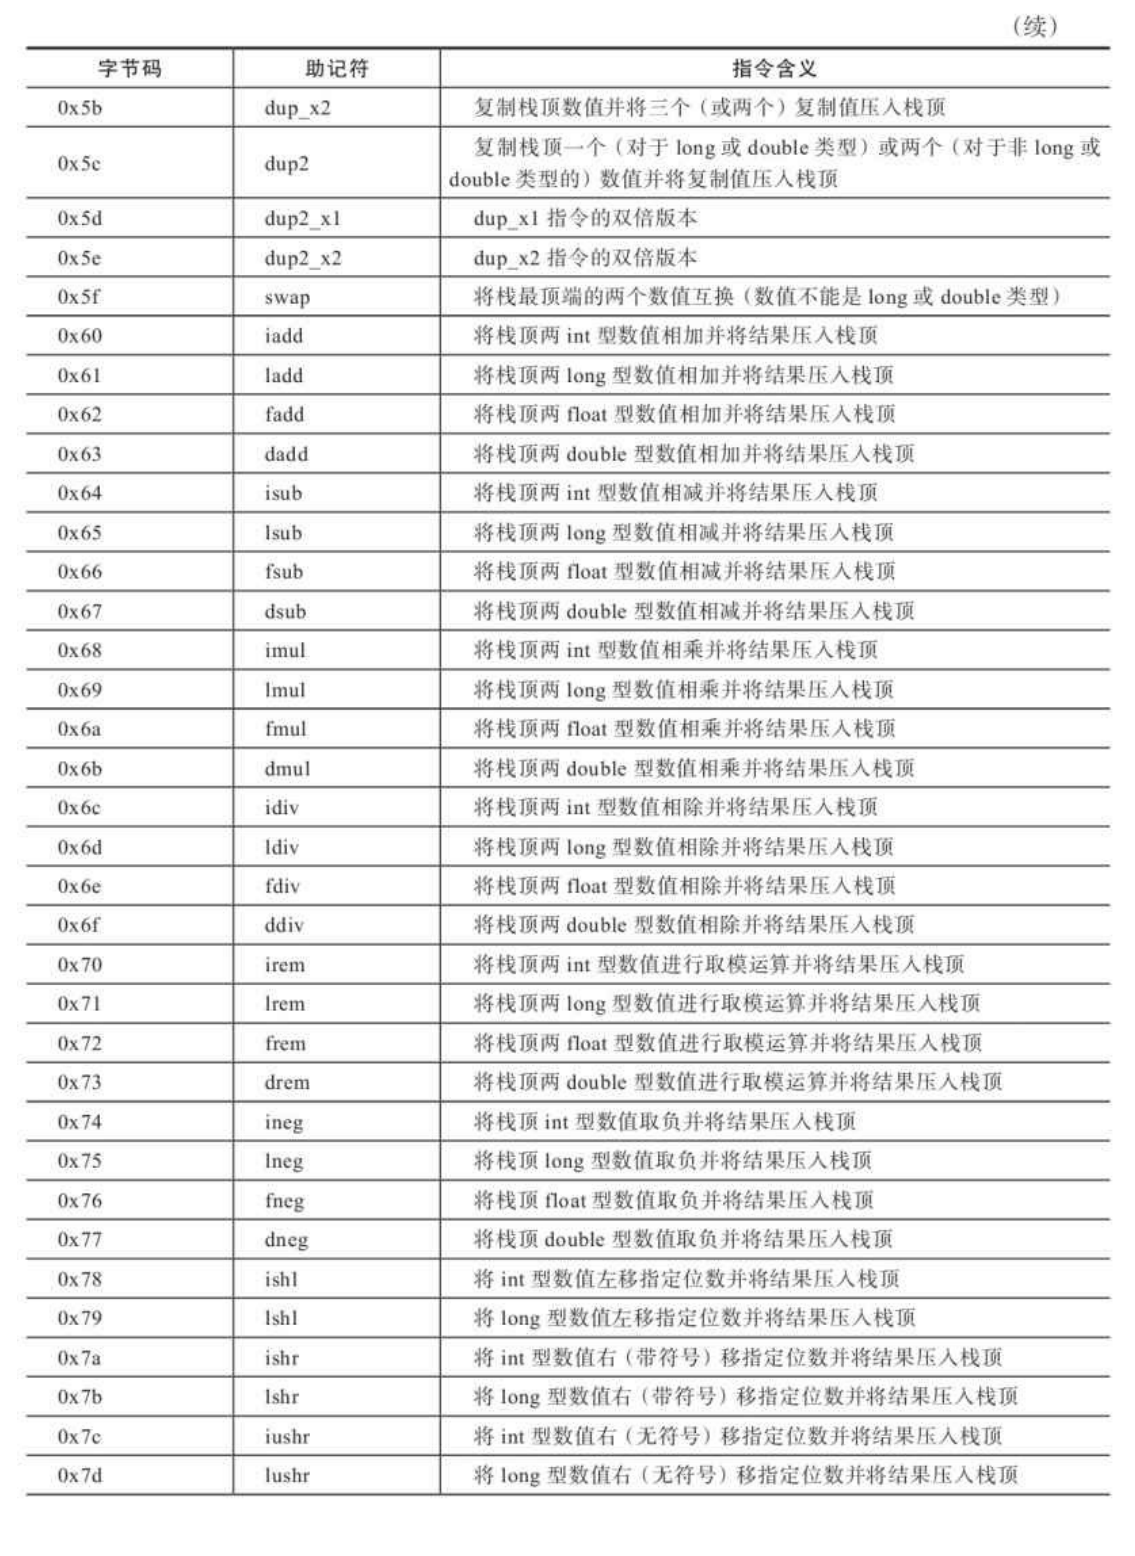 （续）
字节码 助记符 指令含义
0x5b dup_x2 复制栈顶数值并将三个（或两个）复制值压入栈顶
0x5c dup2 复制栈顶一个（对于 long 或 double 类型）或两个（对于非 long 或
double 类型的）数值并将复制值压入栈顶
0x5d dup2_x1 dup_x1 指令的双倍版本
0x5e dup2_x2 dup_x2 指令的双倍版本
0x5f swap 将栈最顶端的两个数值互换（数值不能是 long 或 double 类型）
0x60 iadd 将栈顶两 int 型数值相加并将结果压入栈顶
0x61 ladd 将栈顶两 long 型数值相加并将结果压入栈顶
0x62 fadd 将栈顶两 float 型数值相加并将结果压入栈顶
0x63 dadd 将栈顶两 double 型数值相加并将结果压入栈顶
0x64 isub 将栈顶两 int 型数值相减并将结果压入栈顶
0x65 lsub 将栈顶两 long 型数值相减并将结果压入栈顶
0x66 fsub 将栈顶两 float 型数值相减并将结果压入栈顶
0x67 dsub 将栈顶两 double 型数值相减并将结果压入栈顶
0x68 imul 将栈顶两 int 型数值相乘并将结果压入栈顶
0x69 lmul 将栈顶两 long 型数值相乘并将结果压入栈顶
0x6a fmul 将栈顶两 float 型数值相乘并将结果压入栈顶
0x6b dmul 将栈顶两 double 型数值相乘并将结果压入栈顶
0x6c idiv 将栈顶两 int 型数值相除并将结果压入栈顶
0x6d ldiv 将栈顶两 long 型数值相除并将结果压入栈顶
0x6e fdiv 将栈顶两 float 型数值相除并将结果压入栈顶
0x6f ddiv 将栈顶两 double 型数值相除并将结果压入栈顶
0x70 irem 将栈顶两 int 型数值进行取模运算并将结果压入栈顶
0x71 lrem 将栈顶两 long 型数值进行取模运算并将结果压入栈顶
0x72 frem 将栈顶两 float 型数值进行取模运算并将结果压入栈顶
0x73 drem 将栈顶两 double 型数值进行取模运算并将结果压入栈顶
0x74 ineg 将栈顶 int 型数值取负并将结果压入栈顶
0x75 lneg 将栈顶 long 型数值取负并将结果压入栈顶
0x76 fneg 将栈顶 float 型数值取负并将结果压入栈顶
0x77 dneg 将栈顶 double 型数值取负并将结果压入栈顶
0x78 ishl 将 int 型数值左移指定位数并将结果压入栈顶
0x79 lshl 将 long 型数值左移指定位数并将结果压入栈顶
0x7a ishr 将 int 型数值右（带符号）移指定位数并将结果压入栈顶
0x7b lshr 将 long 型数值右（带符号）移指定位数并将结果压入栈顶
0x7c iushr 将 int 型数值右（无符号）移指定位数并将结果压入栈顶
0x7d lushr 将 long 型数值右（无符号）移指定位数并将结果压入栈顶